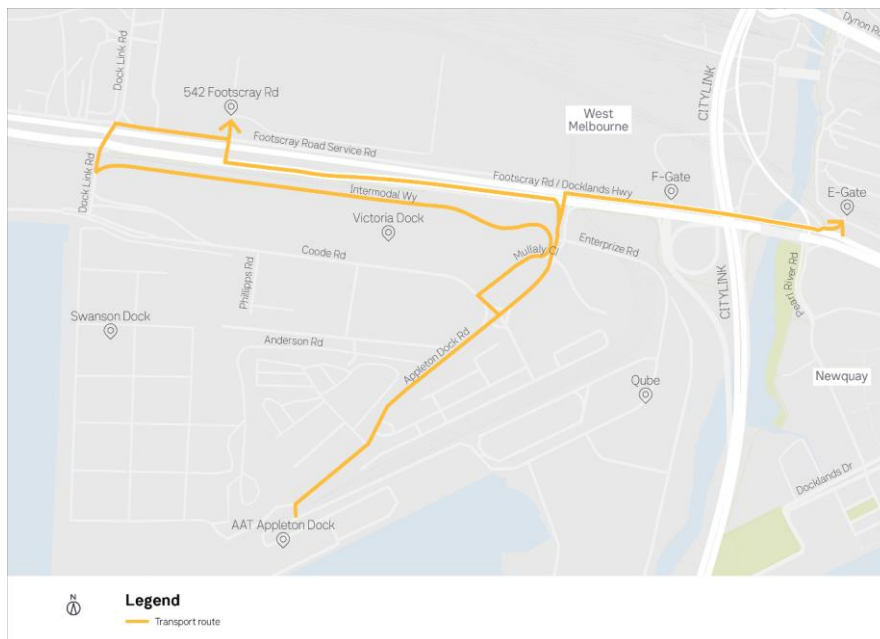 Dock Link Rd
Dynon Rd
542 Footscray Rd
CITYLINK
West
Melbourne
Footscray Road Service Rd
F-Gate
Footscray Rd / Docklands Hwy
E-Gate
Dock Link Rd
Intermodal Wy
Victoria Dock
Mullaly Cl
Enterprize Rd
Coode Rd
Phillipps Rd
Pearl River Rd
CITYLINK
Swanson Dock
Anderson Rd
Appleton Dock Rd
Qube
Newquay
Docklands Dr
AAT Appleton Dock
N
Legend
Transport route